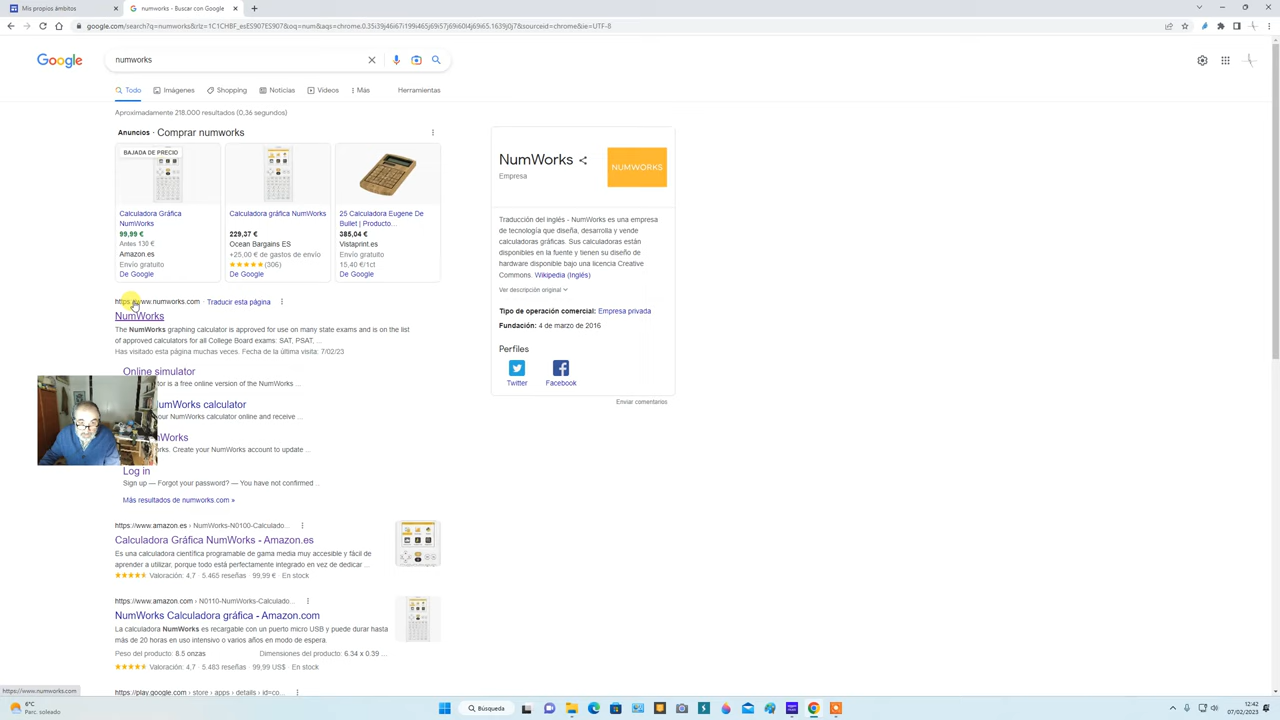 Mis propios ámbitos
numworks - Buscar con Google
google.com/search?q=numworks&rlz=1C1CHBF_esES907ES907&oq=num&aqs=chrome.0.35i39j46i67i199i465j69i57j69i60l4j69i65.1639j0j7&sourceid=chrome&ie=UTF-8
Google
numworks
Todo Imágenes Shopping Noticias Vídeos Más Herramientas
Aproximadamente 218.000 resultados (0,36 segundos)
Anuncios · Comprar numworks
BAJADA DE PRECIO
Calculadora Gráfica
NumWorks
99,99 €
Antes 130 €
Amazon.es
Envío gratuito
De Google
Calculadora gráfica NumWorks
229,37 €
Ocean Bargains ES
+25,00 € de gastos de envío
(306)
De Google
25 Calculadora Eugene De
Bullet | Producto...
385,04 €
Vistaprint.es
Envío gratuito
15,40 €/1ct
De Google
https://www.numworks.com · Traducir esta página
NumWorks
The NumWorks graphing calculator is approved for use on many state exams and is on the list
of approved calculators for all College Board exams: SAT, PSAT, ...
Has visitado esta página muchas veces. Fecha de la última visita: 7/02/23
Online simulator
tor is a free online version of the NumWorks ...
umWorks calculator
our NumWorks calculator online and receive ...
mWorks
rks. Create your NumWorks account to update ...
Log in
Sign up — Forgot your password? — You have not confirmed ...
Más resultados de numworks.com »
https://www.amazon.es › NumWorks-N0100-Calculado...
Calculadora Gráfica NumWorks - Amazon.es
Es una calculadora científica programable de gama media muy accesible y fácil de
aprender a utilizar, porque todo está perfectamente integrado en vez de dedicar ...
Valoración: 4,7 · 5.465 reseñas · 99,99 € · En stock
https://www.amazon.com › N0110-NumWorks-Calculado...
NumWorks Calculadora gráfica - Amazon.com
La calculadora NumWorks es recargable con un puerto micro USB y puede durar hasta
más de 20 horas en uso intensivo o varios años en modo de espera.
Peso del producto: 8.5 onzas Dimensiones del producto: 6.34 x 0.39 ...
Valoración: 4,7 · 5.483 reseñas · 99,99 US$ · En stock
https://play.google.com › store › apps › details › id=co...
NumWorks
Empresa
NUMWORKS
Traducción del inglés - NumWorks es una empresa
de tecnología que diseña, desarrolla y vende
calculadoras gráficas. Sus calculadoras están
disponibles en la fuente y tienen su diseño de
hardware disponible bajo una licencia Creative
Commons. Wikipedia (Inglés)
Ver descripción original
Tipo de operación comercial: Empresa privada
Fundación: 4 de marzo de 2016
Perfiles
Twitter Facebook
Enviar comentarios
https://www.numworks.com
6°C
Parc. soleado
Búsqueda
12:42
07/02/2023